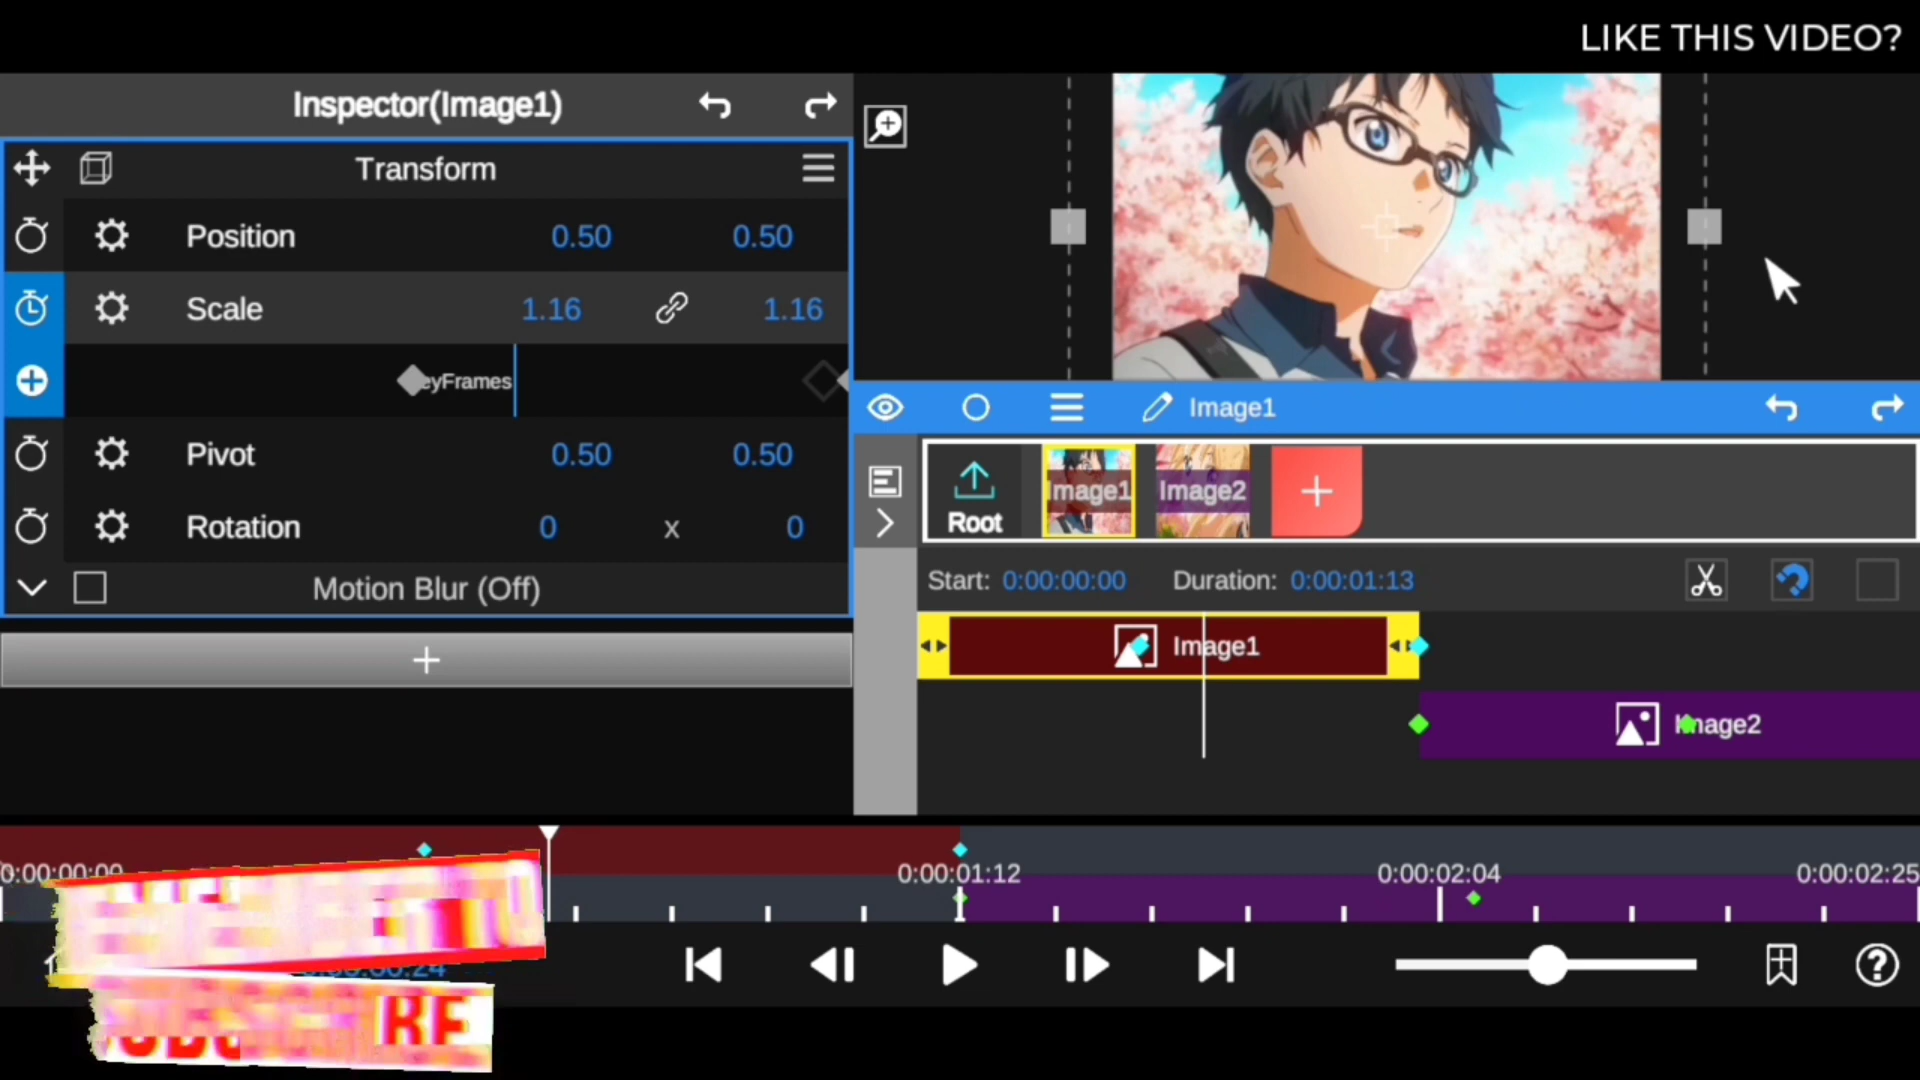 LIKE THIS VIDEO?
Inspector(Image1)
Transform
Position 0.50 0.50
Scale 1.16 1.16
eyFrames
Pivot 0.50 0.50
Rotation 0 x 0
Motion Blur (Off)
Image1
Root
Image1
Image2
Start: 0:00:00:00 Duration: 0:00:01:13
Image1
Image2
0:00:00:00
0:00:01:12
0:00:02:04
0:00:02:25